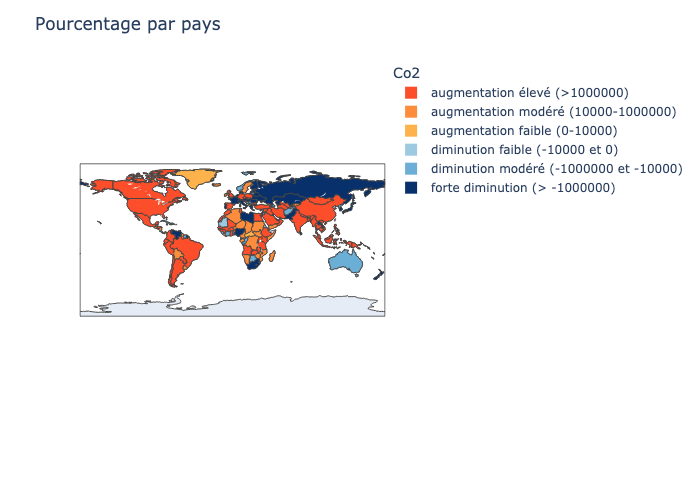 Pourcentage par pays
Co2
augmentation élevé (>1000000)
augmentation modéré (10000-1000000)
augmentation faible (0-10000)
diminution faible (-10000 et 0)
diminution modéré (-1000000 et -10000)
forte diminution (> -1000000)